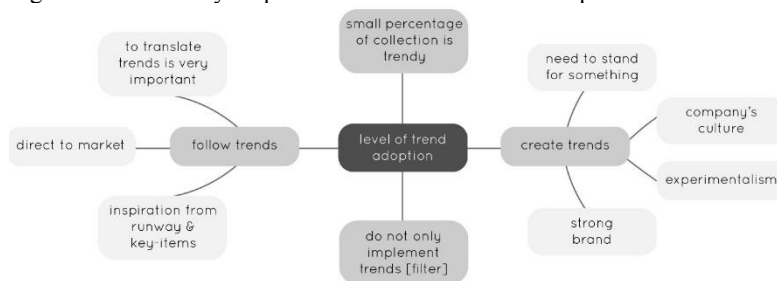 small percentage
of collection is
trendy
to translate
trends is very
important
need to stand
for something
company's
culture
direct to market
follow trends
level of trend
adoption
create trends
experimentalism
inspiration from
runway &
key-items
strong
brand
do not only
implement
trends [filter]